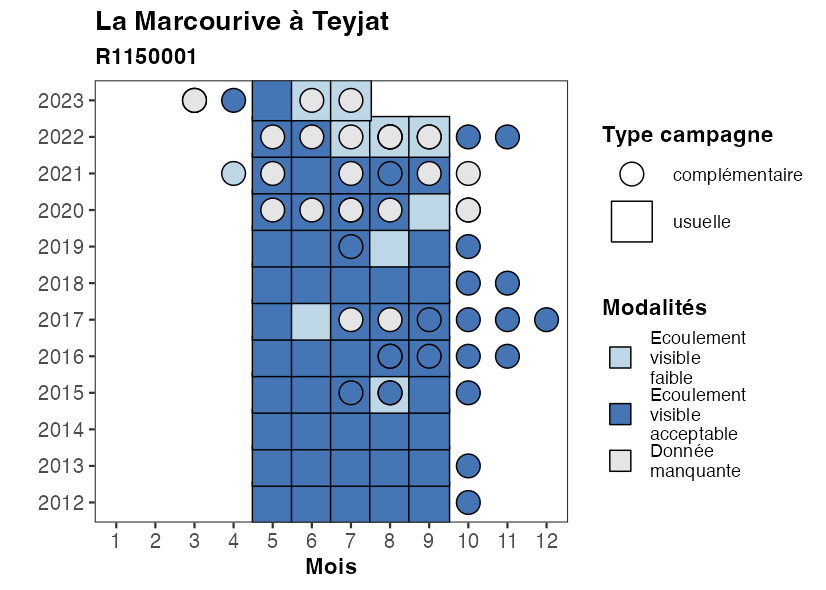 La Marcourive à Teyjat
R1150001
2023
2022
2021
2020
2019
2018
2017
2016
2015
2014
2013
2012
1 2 3 4 5 6 7 8 9 10 11 12
Mois
Type campagne
complémentaire
usuelle
Modalités
Ecoulement
visible
faible
Ecoulement
visible
acceptable
Donnée
manquante